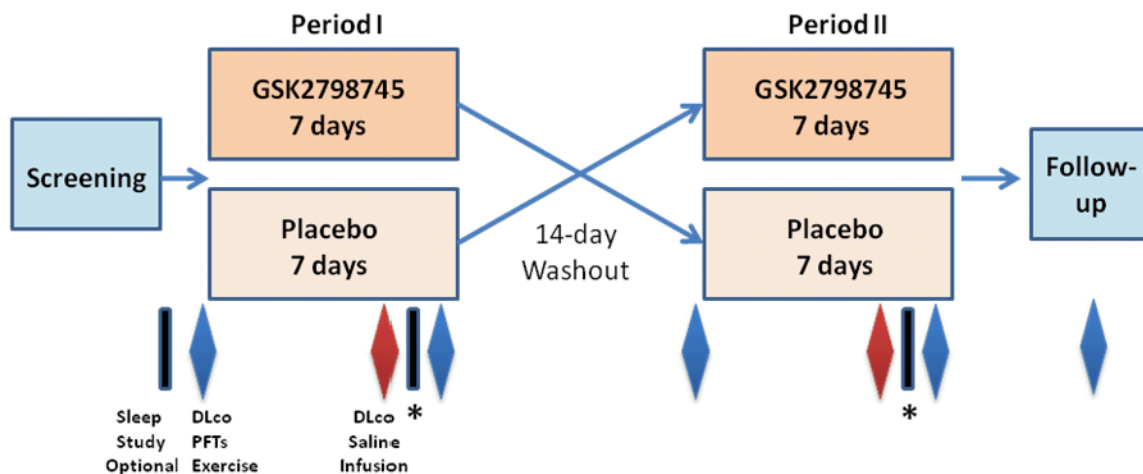 Period I
Period II
GSK2798745
7 days
GSK2798745
7 days
Screening
Follow-
up
Placebo
7 days
14-day
Washout
Placebo
7 days
Sleep
Study
Optional
DLco
PFTs
Exercise
DLco
Saline
Infusion
*
*